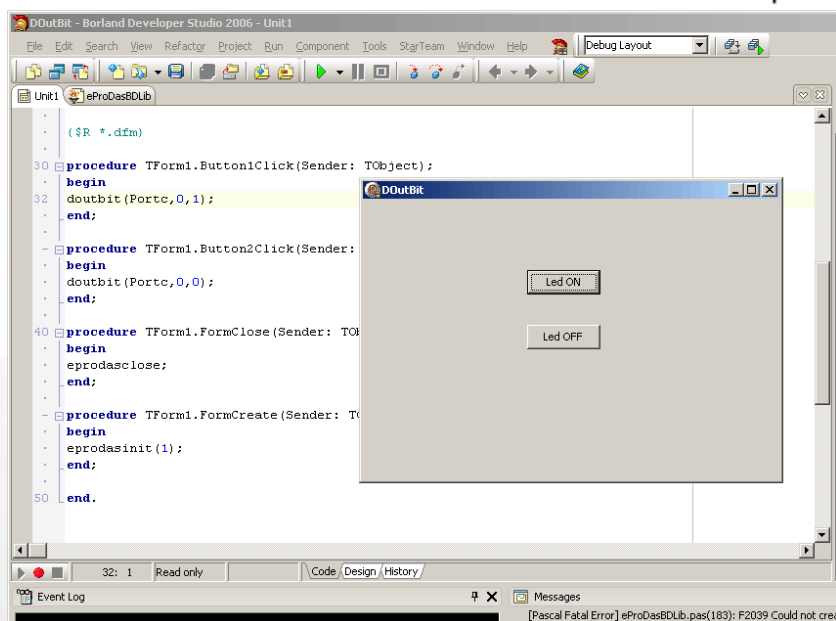 DOutBit - Borland Developer Studio 2006 - Unit1
File Edit Search View Refactor Project Run Component Tools StarTeam Window Help Debug Layout
Unit1 eProDasBDLib
{$R *.dfm}
30 procedure TForm1.Button1Click(Sender: TObject);
begin
32 doutbit(Portc,0,1);
end;
procedure TForm1.Button2Click(Sender:
begin
doutbit(Portc,0,0);
end;
40 procedure TForm1.FormClose(Sender: TOb
begin
eprodasclose;
end;
procedure TForm1.FormCreate(Sender: TO
begin
eprodasinit(1);
end;
50 end.
DOutBit
Led ON
Led OFF
32: 1 Read only Code Design History
Event Log
Messages
[Pascal Fatal Error] eProDasBDLib.pas(183): F2039 Could not crea